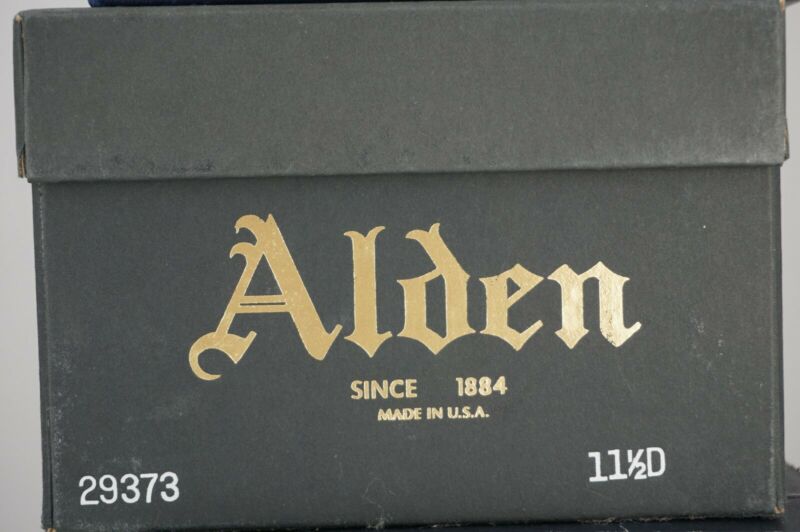 Alden
SINCE 1884
MADE IN U.S.A.
29373 11½D